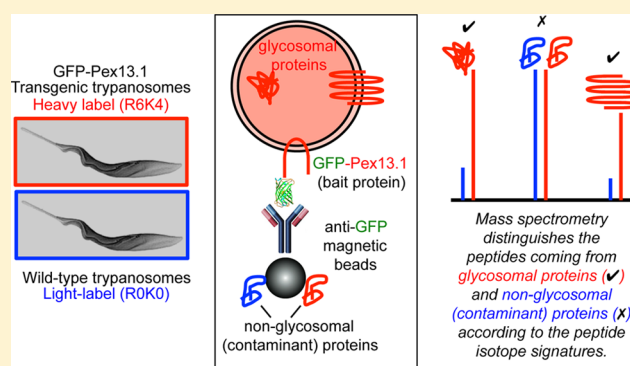 GFP-Pex13.1
Transgenic trypanosomes
Heavy label (R6K4)
Wild-type trypanosomes
Light-label (R0K0)
glycosomal
proteins
GFP-Pex13.1
(bait protein)
anti-GFP
magnetic
beads
non-glycosomal
(contaminant) proteins
✔
✗
✔
Mass spectrometry
distinguishes the
peptides coming from
glycosomal proteins (✔)
and non-glycosomal
(contaminant) proteins (✗)
according to the peptide
isotope signatures.